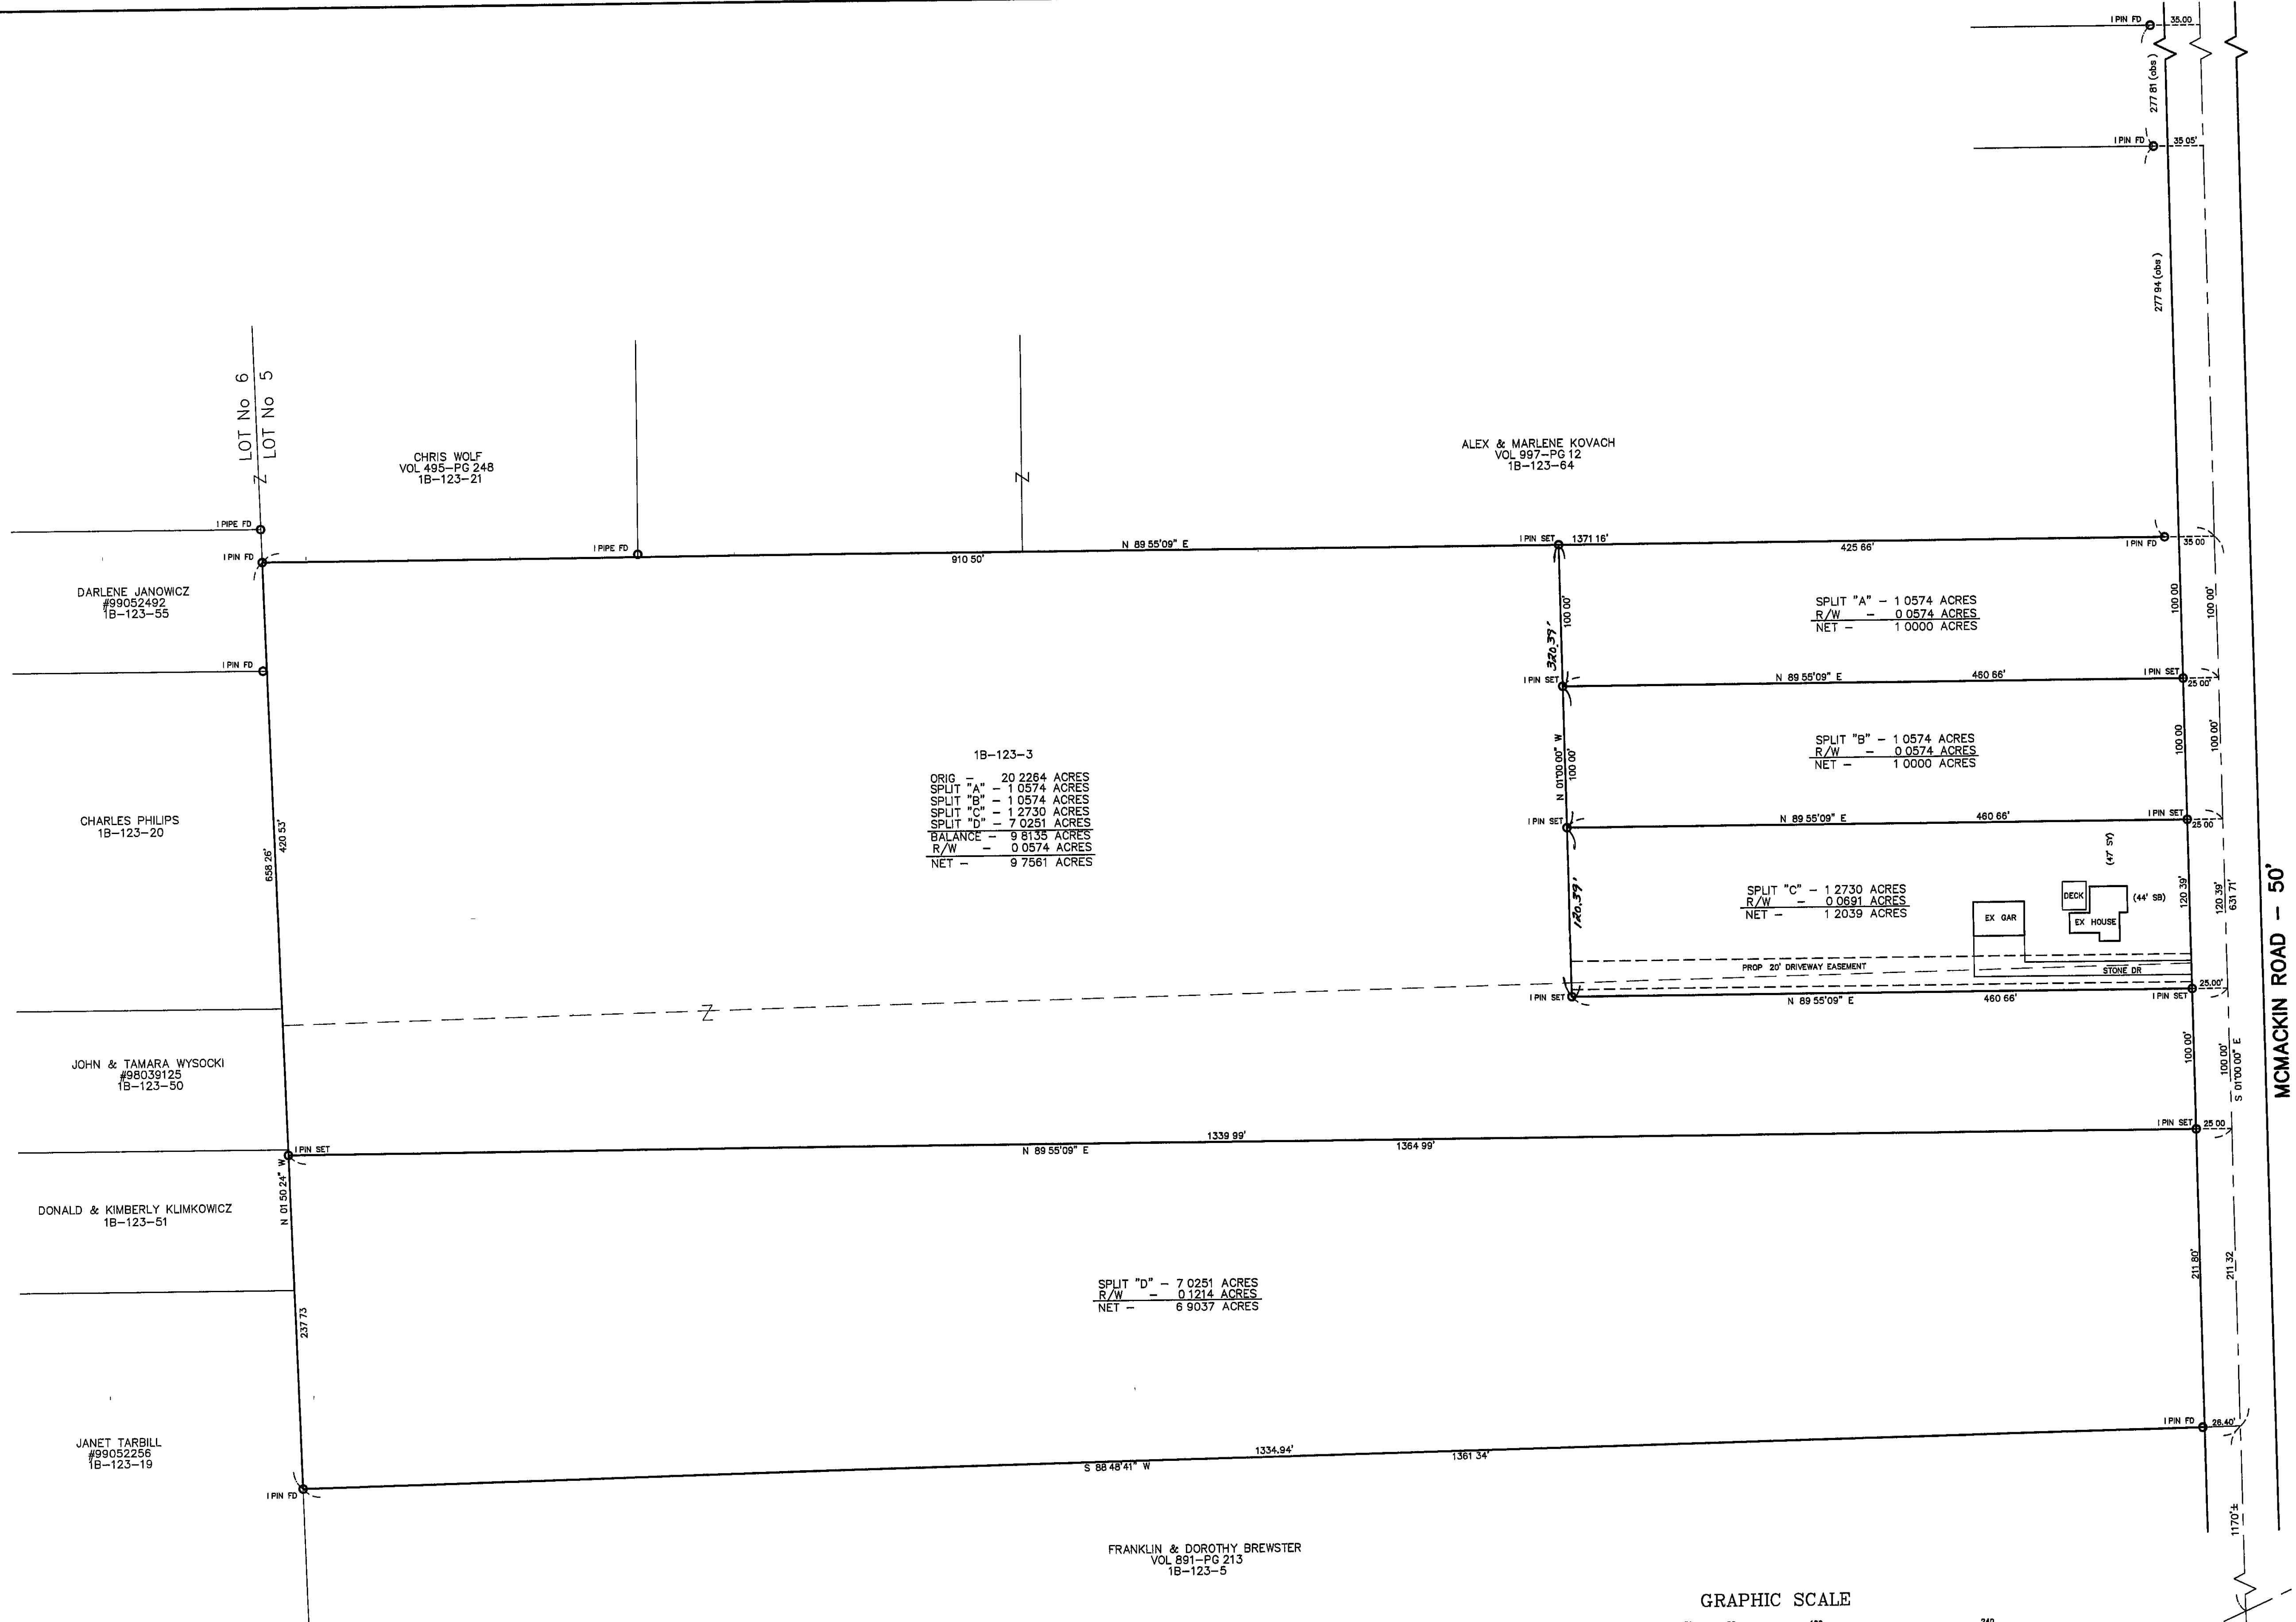 I PIN FD
35.00
277 81 (obs)
I PIN FD
35 05'
277 94 (obs)
LOT No 6
LOT No 5
CHRIS WOLF
VOL 495-PG 248
1B-123-21
ALEX & MARLENE KOVACH
VOL 997-PG 12
1B-123-64
I PIPE FD
I PIN FD
I PIPE FD
910 50'
N 89 55'09" E
I PIN SET
1371 16'
425 66'
I PIN FD
35 00
DARLENE JANOWICZ
#99052492
1B-123-55
I PIN FD
100 00'
320.39'
SPLIT "A" - 1 0574 ACRES
R/W - 0 0574 ACRES
NET - 1 0000 ACRES
100 00
100 00'
I PIN SET
N 89 55'09" E
460 66'
I PIN SET
25 00'
1B-123-3
ORIG - 20 2264 ACRES
SPLIT "A" - 1 0574 ACRES
SPLIT "B" - 1 0574 ACRES
SPLIT "C" - 1 2730 ACRES
SPLIT "D" - 7 0251 ACRES
BALANCE - 9 8135 ACRES
R/W - 0 0574 ACRES
NET - 9 7561 ACRES
N 01°00 00" W
100 00'
SPLIT "B" - 1 0574 ACRES
R/W - 0 0574 ACRES
NET - 1 0000 ACRES
100 00
100 00'
CHARLES PHILIPS
1B-123-20
658 26'
420 53'
I PIN SET
N 89 55'09" E
460 66'
I PIN SET
25 00
(47' SY)
120.39'
SPLIT "C" - 1 2730 ACRES
R/W - 0 0691 ACRES
NET - 1 2039 ACRES
EX GAR
DECK
EX HOUSE
(44' SB)
120 39'
120 39'
631 71'
MCMACKIN ROAD - 50'
PROP 20' DRIVEWAY EASEMENT
STONE DR
I PIN SET
N 89 55'09" E
460 66'
I PIN SET
25.00'
JOHN & TAMARA WYSOCKI
#98039125
1B-123-50
100 00'
100 00'
S 01°00 00" E
I PIN SET
1339 99'
N 89 55'09" E
1364 99'
I PIN SET
25 00
N 01 50 24" W
DONALD & KIMBERLY KLIMKOWICZ
1B-123-51
237 73
SPLIT "D" - 7 0251 ACRES
R/W - 0 1214 ACRES
NET - 6 9037 ACRES
211 80'
211 32
JANET TARBILL
#99052256
1B-123-19
I PIN FD
1334.94'
S 88 48'41" W
1361 34'
I PIN FD
26.40'
1170'±
FRANKLIN & DOROTHY BREWSTER
VOL 891-PG 213
1B-123-5
GRAPHIC SCALE